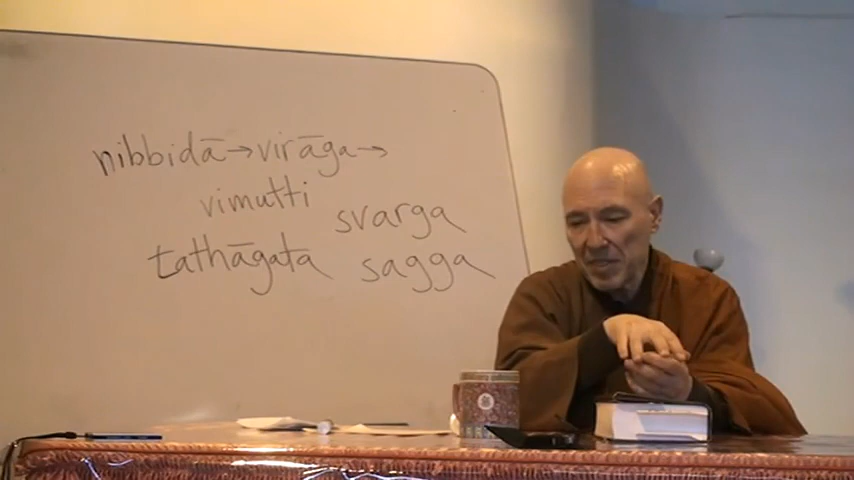 nibbidā→virāga→
vimutti
svarga
tathāgata sagga